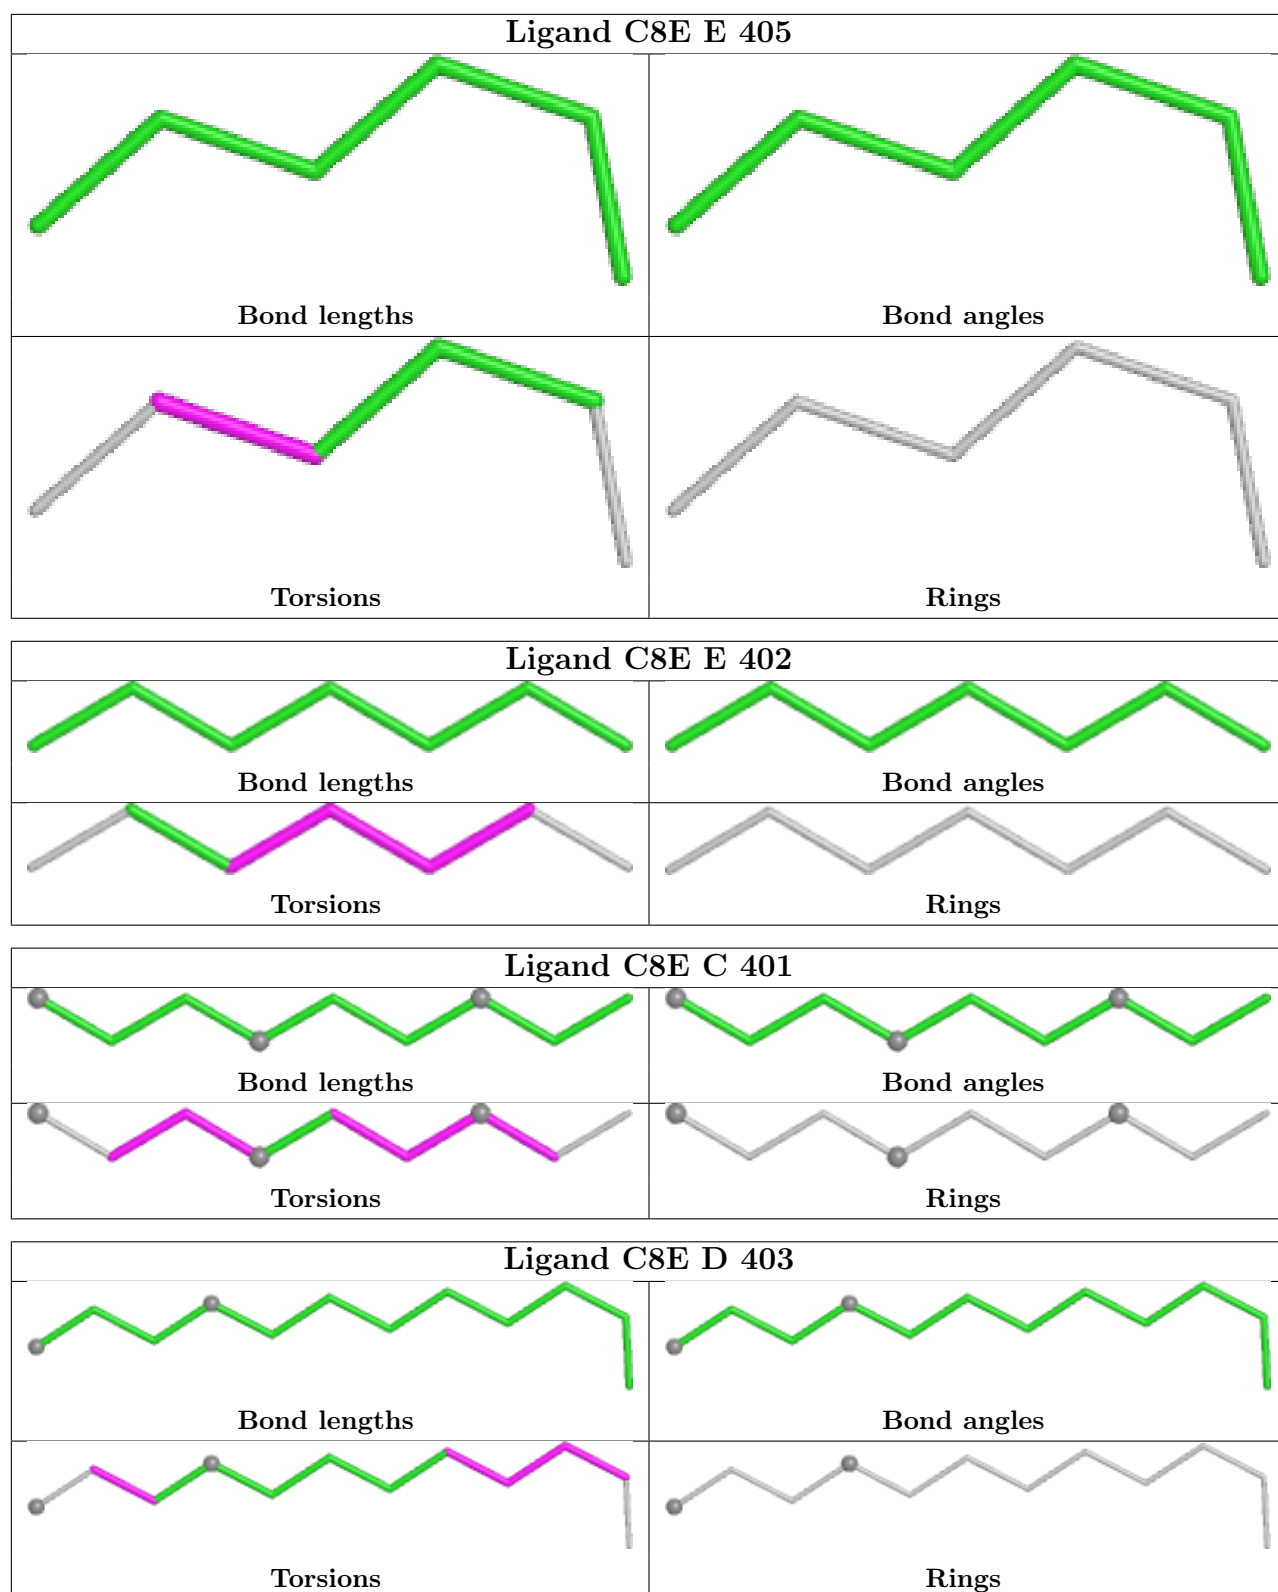 Ligand C8E E 405
Bond lengths
Bond angles
Torsions
Rings
Ligand C8E E 402
Bond lengths
Bond angles
Torsions
Rings
Ligand C8E C 401
Bond lengths
Bond angles
Torsions
Rings
Ligand C8E D 403
Bond lengths
Bond angles
Torsions
Rings